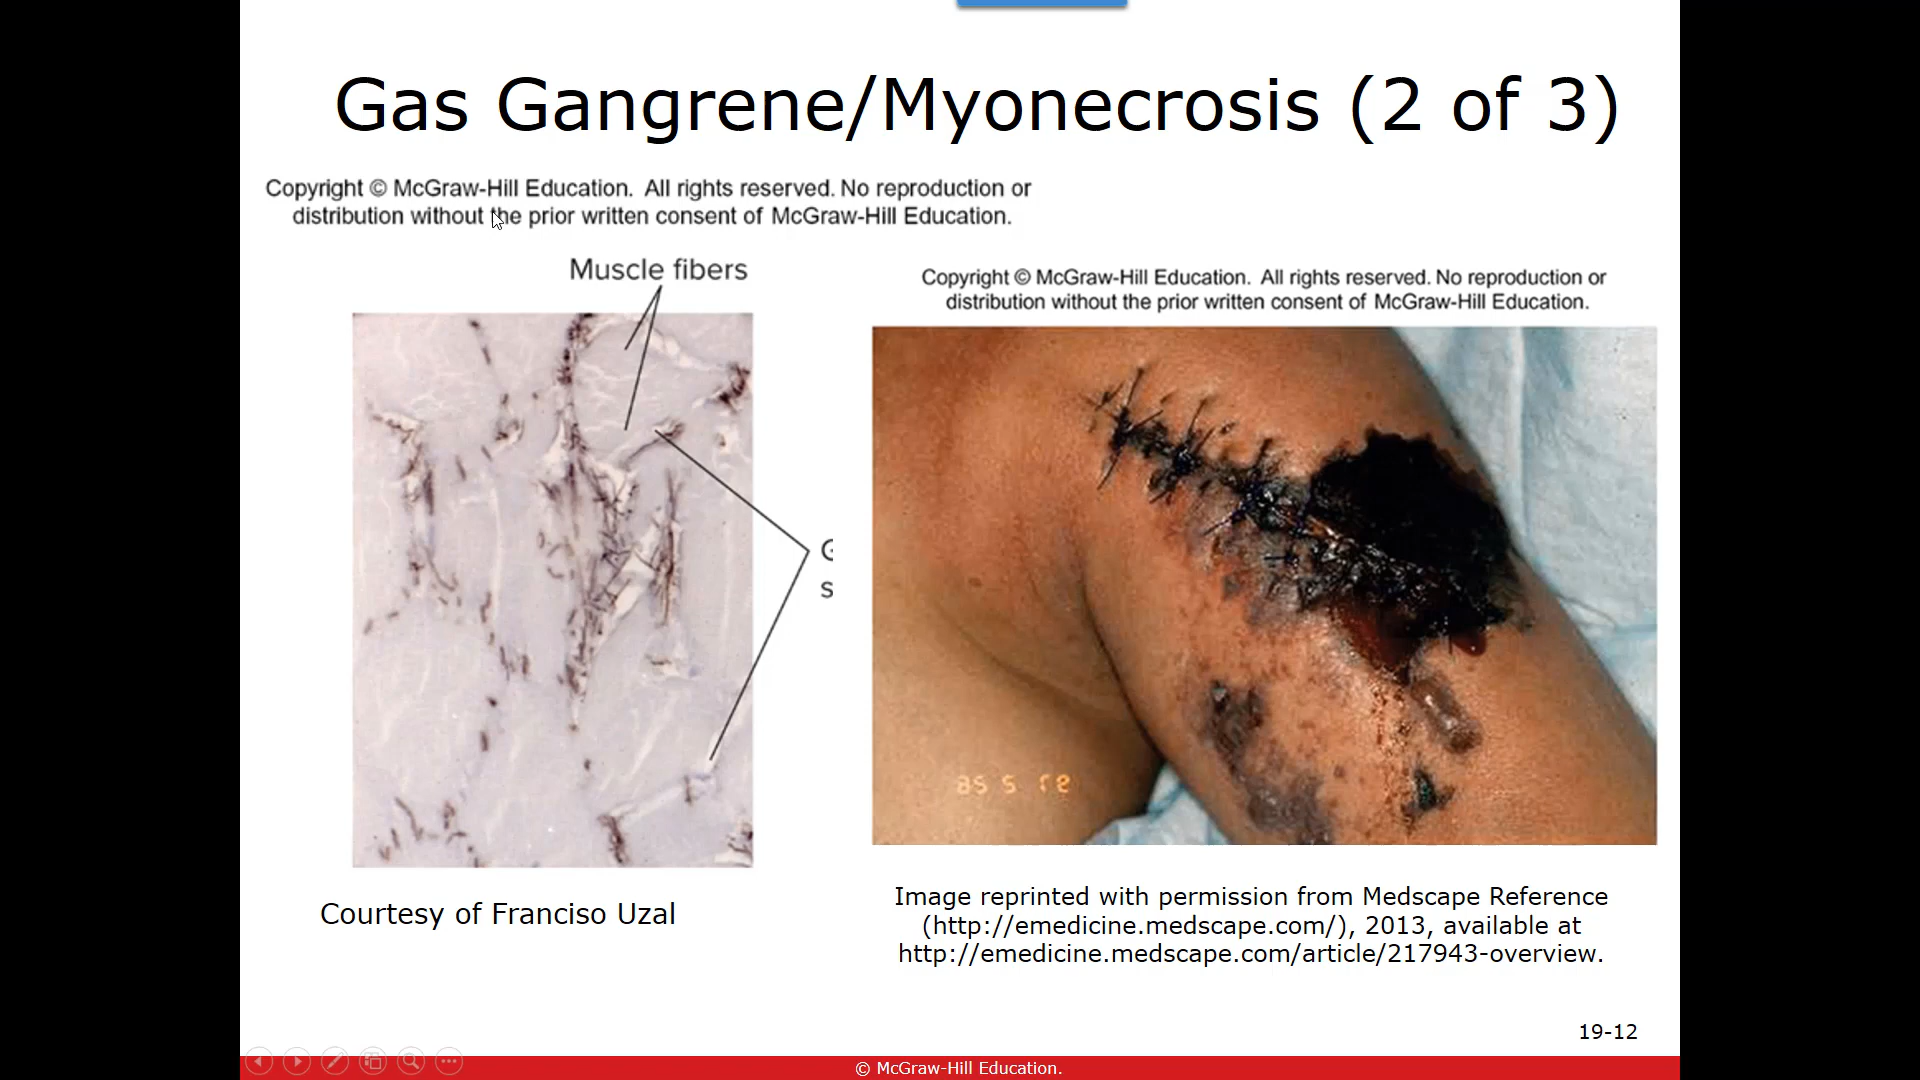 Gas Gangrene/Myonecrosis (2 of 3)
Copyright © McGraw-Hill Education. All rights reserved. No reproduction or
distribution without the prior written consent of McGraw-Hill Education.
Muscle fibers
G
s
Courtesy of Franciso Uzal
Copyright © McGraw-Hill Education. All rights reserved. No reproduction or
distribution without the prior written consent of McGraw-Hill Education.
Image reprinted with permission from Medscape Reference
(http://emedicine.medscape.com/), 2013, available at
http://emedicine.medscape.com/article/217943-overview.
19-12
© McGraw-Hill Education.